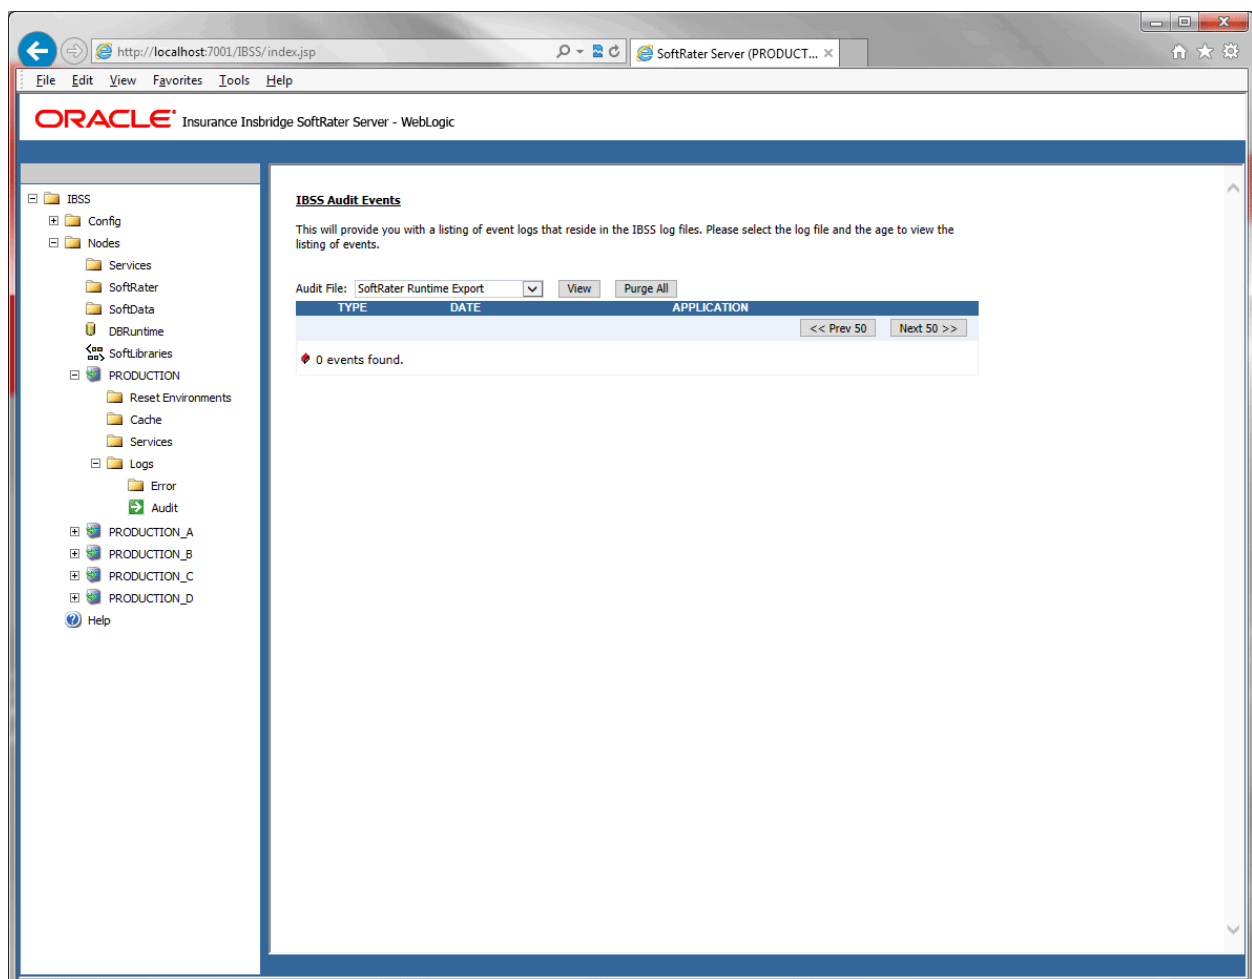 http://localhost:7001/IBSS/index.jsp
SoftRater Server (PRODUCT...
File Edit View Favorites Tools Help
ORACLE Insurance Insbridge SoftRater Server - WebLogic
IBSS
Config
Nodes
Services
SoftRater
SoftData
DBRuntime
SoftLibraries
PRODUCTION
Reset Environments
Cache
Services
Logs
Error
Audit
PRODUCTION_A
PRODUCTION_B
PRODUCTION_C
PRODUCTION_D
Help
IBSS Audit Events
This will provide you with a listing of event logs that reside in the IBSS log files. Please select the log file and the age to view the
listing of events.
Audit File: SoftRater Runtime Export View Purge All
TYPE DATE APPLICATION
<< Prev 50 Next 50 >>
0 events found.